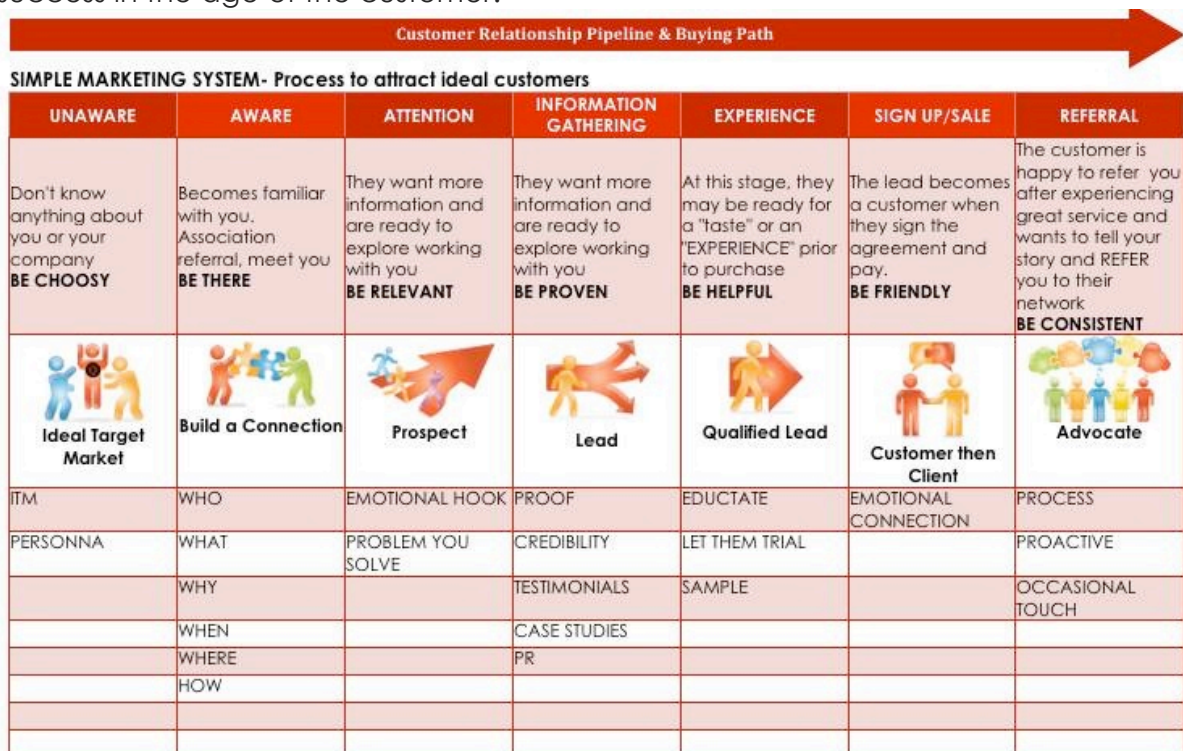 success in the age of the customer.
Customer Relationship Pipeline & Buying Path
SIMPLE MARKETING SYSTEM- Process to attract ideal customers
UNAWARE
AWARE
ATTENTION
INFORMATION
GATHERING
EXPERIENCE
SIGN UP/SALE
REFERRAL
Don't know
anything about
you or your
company
BE CHOOSY
Becomes familiar
with you.
Association
referral, meet you
BE THERE
They want more
information and
are ready to
explore working
with you
BE RELEVANT
They want more
information and
are ready to
explore working
with you
BE PROVEN
At this stage, they
may be ready for
a "taste" or an
"EXPERIENCE" prior
to purchase
BE HELPFUL
The lead becomes
a customer when
they sign the
agreement and
pay.
BE FRIENDLY
The customer is
happy to refer you
after experiencing
great service and
wants to tell your
story and REFER
you to their
network
BE CONSISTENT
Ideal Target
Market
Build a Connection
Prospect
Lead
Qualified Lead
Customer then
Client
Advocate
ITM
WHO
EMOTIONAL HOOK
PROOF
EDUCTATE
EMOTIONAL
CONNECTION
PROCESS
PERSONNA
WHAT
PROBLEM YOU
SOLVE
CREDIBILITY
LET THEM TRIAL
PROACTIVE
WHY
TESTIMONIALS
SAMPLE
OCCASIONAL
TOUCH
WHEN
CASE STUDIES
WHERE
PR
HOW